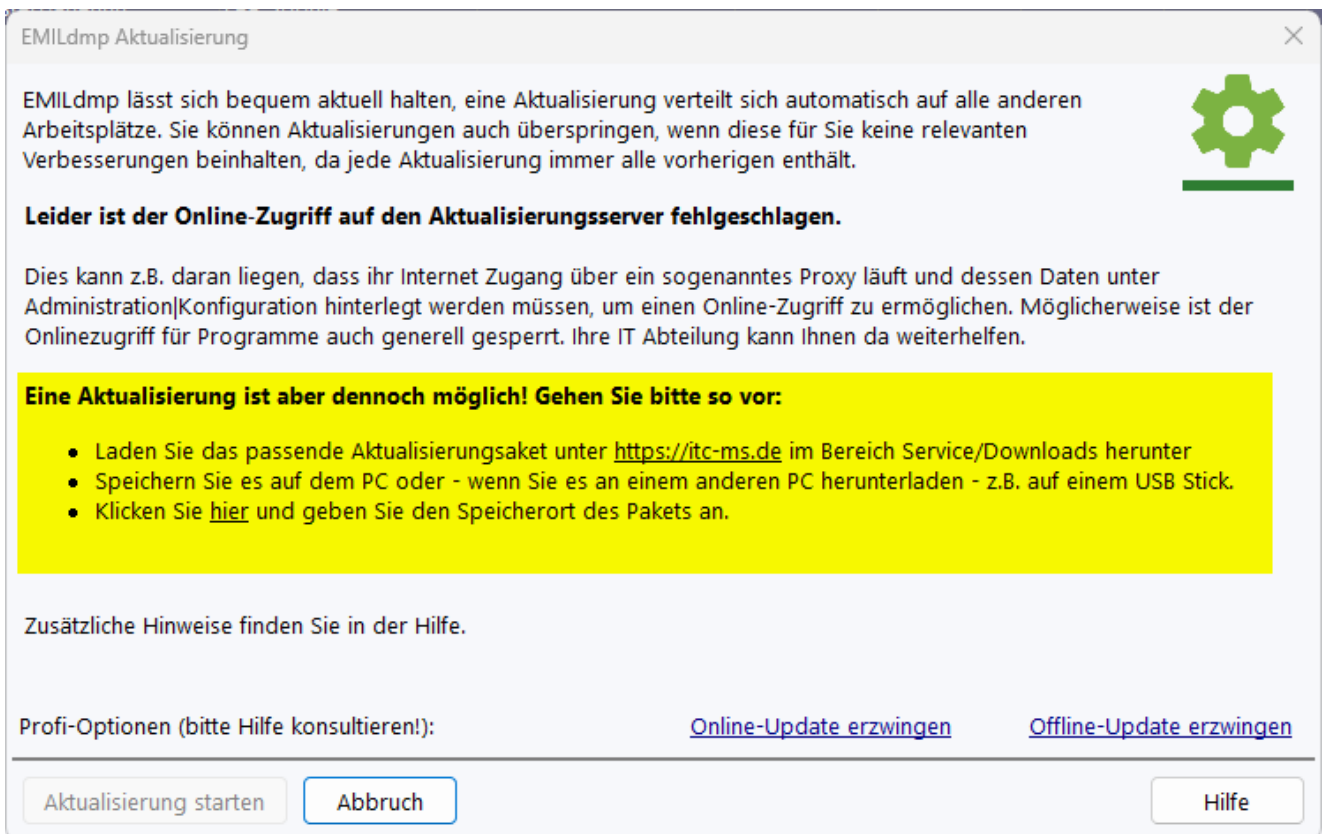 EMILdmp Aktualisierung
EMILdmp lässt sich bequem aktuell halten, eine Aktualisierung verteilt sich automatisch auf alle anderen
Arbeitsplätze. Sie können Aktualisierungen auch überspringen, wenn diese für Sie keine relevanten
Verbesserungen beinhalten, da jede Aktualisierung immer alle vorherigen enthält.
Leider ist der Online-Zugriff auf den Aktualisierungsserver fehlgeschlagen.
Dies kann z.B. daran liegen, dass ihr Internet Zugang über ein sogenanntes Proxy läuft und dessen Daten unter
Administration|Konfiguration hinterlegt werden müssen, um einen Online-Zugriff zu ermöglichen. Möglicherweise ist der
Onlinezugriff für Programme auch generell gesperrt. Ihre IT Abteilung kann Ihnen da weiterhelfen.
Eine Aktualisierung ist aber dennoch möglich! Gehen Sie bitte so vor:
• Laden Sie das passende Aktualisierungsaket unter https://itc-ms.de im Bereich Service/Downloads herunter
• Speichern Sie es auf dem PC oder - wenn Sie es an einem anderen PC herunterladen - z.B. auf einem USB Stick.
• Klicken Sie hier und geben Sie den Speicherort des Pakets an.
Zusätzliche Hinweise finden Sie in der Hilfe.
Profi-Optionen (bitte Hilfe konsultieren!): Online-Update erzwingen Offline-Update erzwingen
Aktualisierung starten Abbruch Hilfe